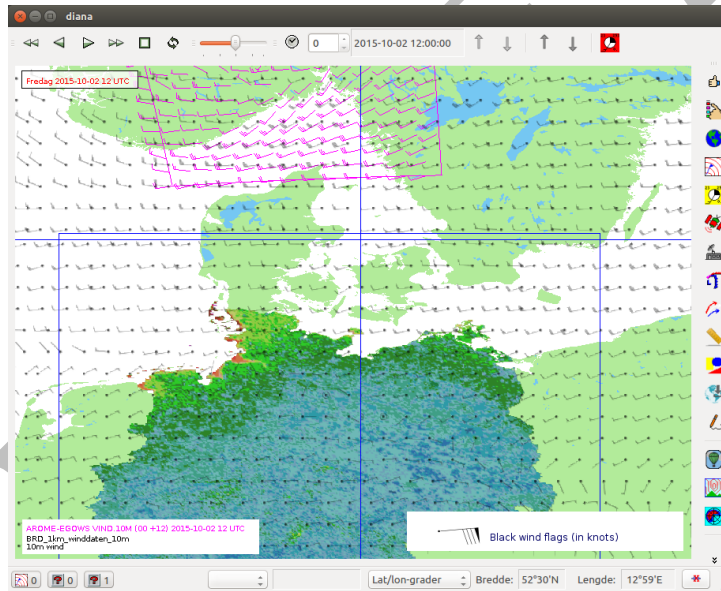 diana
0
2015-10-02 12:00:00
Fredag 2015-10-02 12 UTC
AROME-EGOWS VIND.10M (00 +12) 2015-10-02 12 UTC
BRD_1km_winddaten_10m
10m wind
Black wind flags (in knots)
0 0 1 Lat/lon-grader Bredde: 52°30'N Lengde: 12°59'E